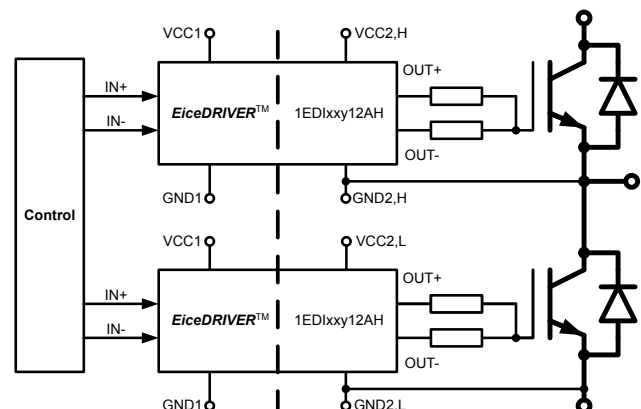 VCC1
VCC2,H
OUT+
IN+
EiceDRIVER™
1EDIxxy12AH
IN-
OUT-
GND1
GND2,H
Control
VCC1
VCC2,L
OUT+
IN+
EiceDRIVER™
1EDIxxy12AH
IN-
OUT-
GND1
GND2,L